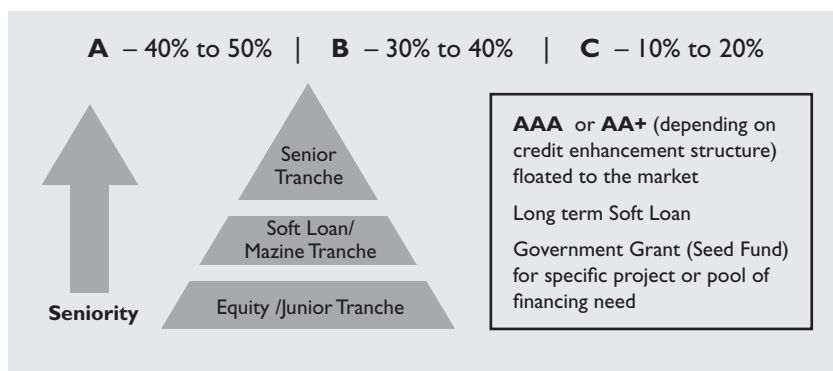 A – 40% to 50% | B – 30% to 40% | C – 10% to 20%
Senior
Tranche
Soft Loan/
Mazine Tranche
Equity /Junior Tranche
Seniority
AAA or AA+ (depending on
credit enhancement structure)
floated to the market
Long term Soft Loan
Government Grant (Seed Fund)
for specific project or pool of
financing need